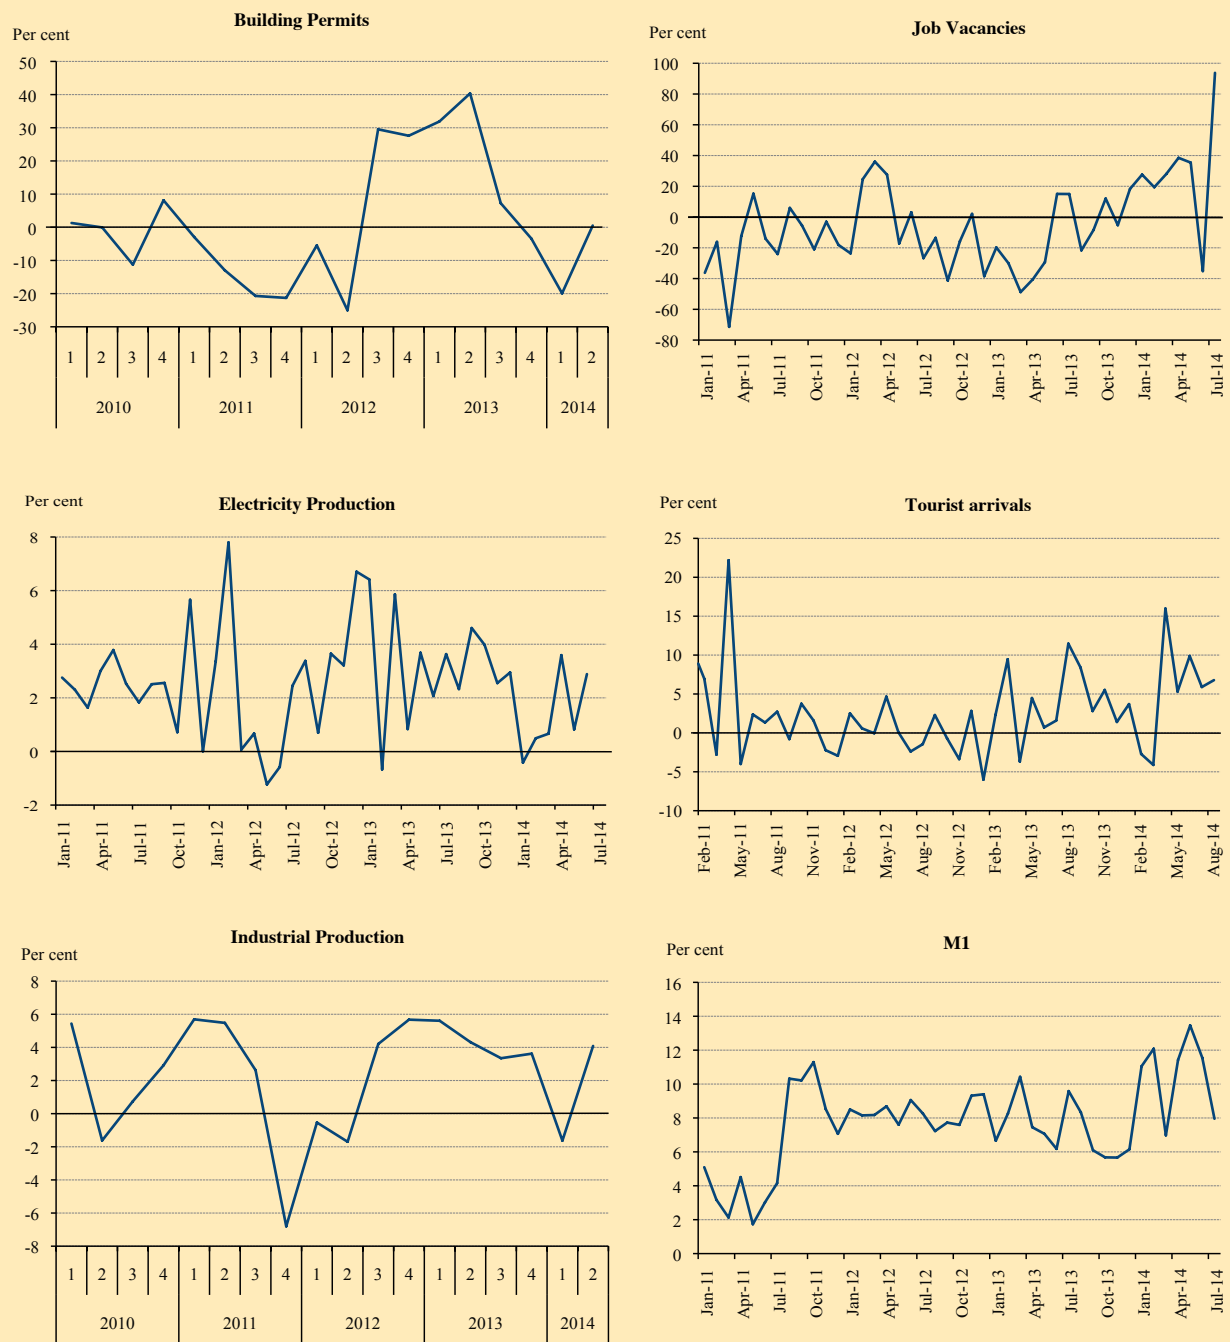 Building Permits
Per cent
50
40
30
20
10
0
-10
-20
-30
1 2 3 4 1 2 3 4 1 2 3 4 1 2 3 4 1 2
2010 2011 2012 2013 2014
Job Vacancies
Per cent
100
80
60
40
20
0
-20
-40
-60
-80
Jan-11 Apr-11 Jul-11 Oct-11 Jan-12 Apr-12 Jul-12 Oct-12 Jan-13 Apr-13 Jul-13 Oct-13 Jan-14 Apr-14 Jul-14
Electricity Production
Per cent
8
6
4
2
0
-2
Jan-11 Apr-11 Jul-11 Oct-11 Jan-12 Apr-12 Jul-12 Oct-12 Jan-13 Apr-13 Jul-13 Oct-13 Jan-14 Apr-14 Jul-14
Tourist arrivals
Per cent
25
20
15
10
5
0
-5
-10
Feb-11 May-11 Aug-11 Nov-11 Feb-12 May-12 Aug-12 Nov-12 Feb-13 May-13 Aug-13 Nov-13 Feb-14 May-14 Aug-14
Industrial Production
Per cent
8
6
4
2
0
-2
-4
-6
-8
1 2 3 4 1 2 3 4 1 2 3 4 1 2 3 4 1 2
2010 2011 2012 2013 2014
M1
Per cent
16
14
12
10
8
6
4
2
0
Jan-11 Apr-11 Jul-11 Oct-11 Jan-12 Apr-12 Jul-12 Oct-12 Jan-13 Apr-13 Jul-13 Oct-13 Jan-14 Apr-14 Jul-14